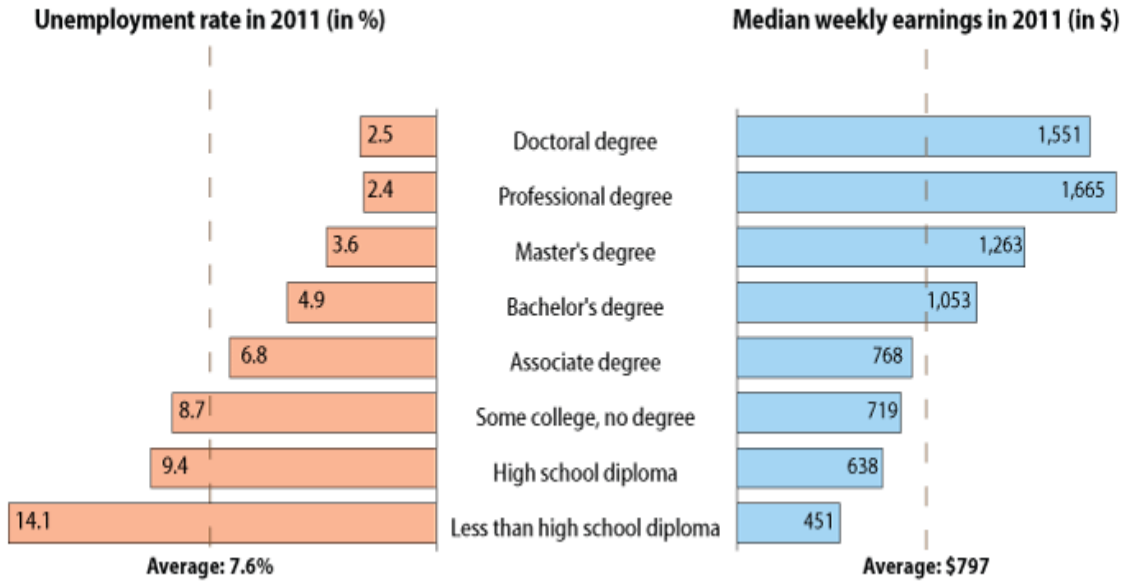 Unemployment rate in 2011 (in %)
Median weekly earnings in 2011 (in $)
2.5 Doctoral degree 1,551
2.4 Professional degree 1,665
3.6 Master's degree 1,263
4.9 Bachelor's degree 1,053
6.8 Associate degree 768
8.7 Some college, no degree 719
9.4 High school diploma 638
14.1 Less than high school diploma 451
Average: 7.6%
Average: $797